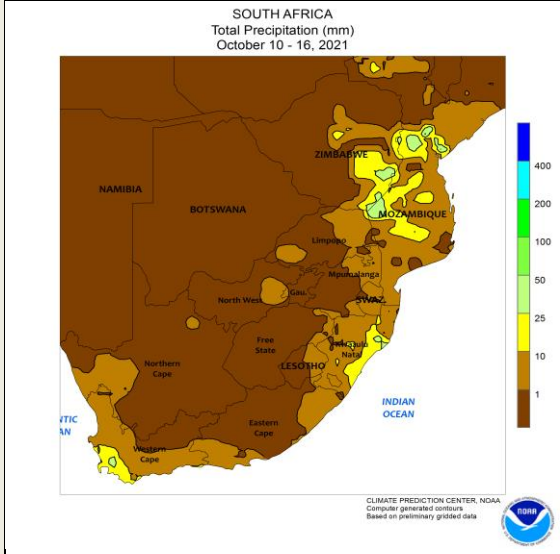 SOUTH AFRICA
Total Precipitation (mm)
October 10 - 16, 2021
ZIMBABWE
NAMIBIA
BOTSWANA
MOZAMBIQUE
Limpopo
Mpumalanga
North West
Gau.
SWAZ.
Free
State
Natal
LESOTHO
Northern
Cape
INDIAN
OCEAN
NTIC
AN
Eastern
Cape
Western
Cape
400
200
100
50
25
10
1
CLIMATE PREDICTION CENTER, NOAA
Computer generated contours
Based on preliminary gridded data
NOAA